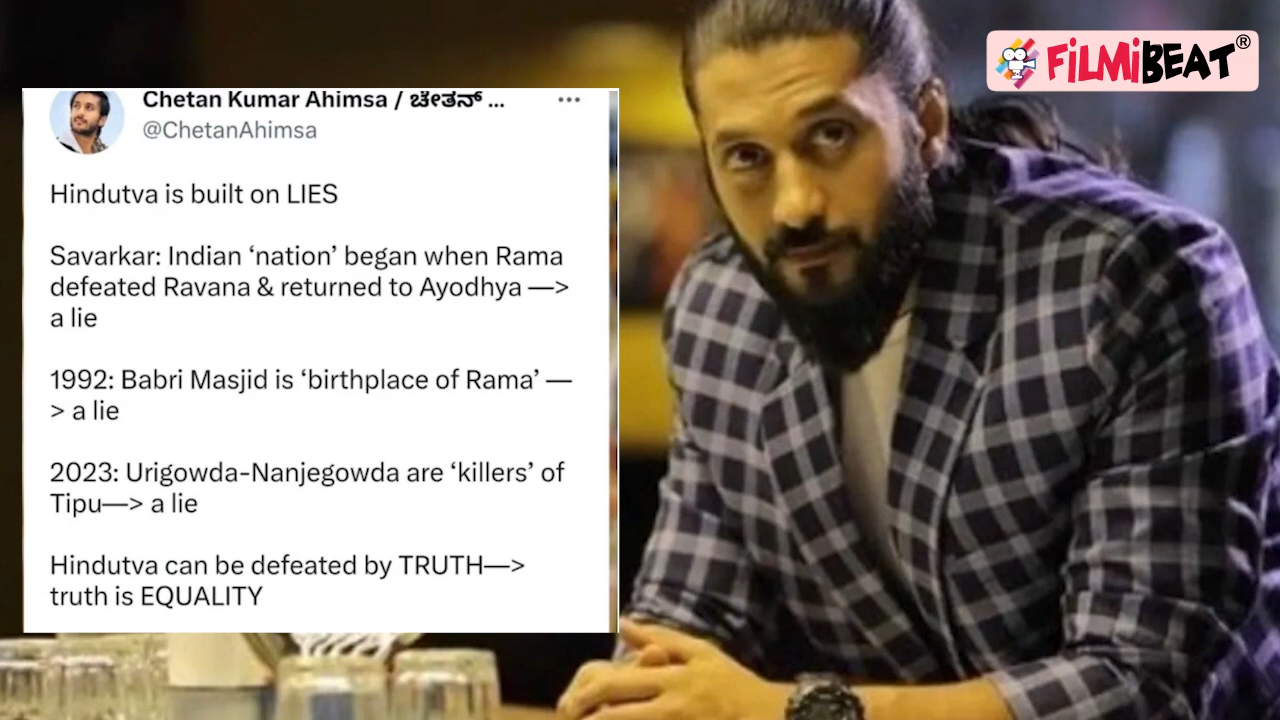 FiLMiBEAT®
Chetan Kumar Ahimsa / ಚೇತನ್ ...
@ChetanAhimsa
Hindutva is built on LIES
Savarkar: Indian ‘nation’ began when Rama
defeated Ravana & returned to Ayodhya —>
a lie
1992: Babri Masjid is ‘birthplace of Rama’ —
> a lie
2023: Urigowda-Nanjegowda are ‘killers’ of
Tipu—> a lie
Hindutva can be defeated by TRUTH—>
truth is EQUALITY